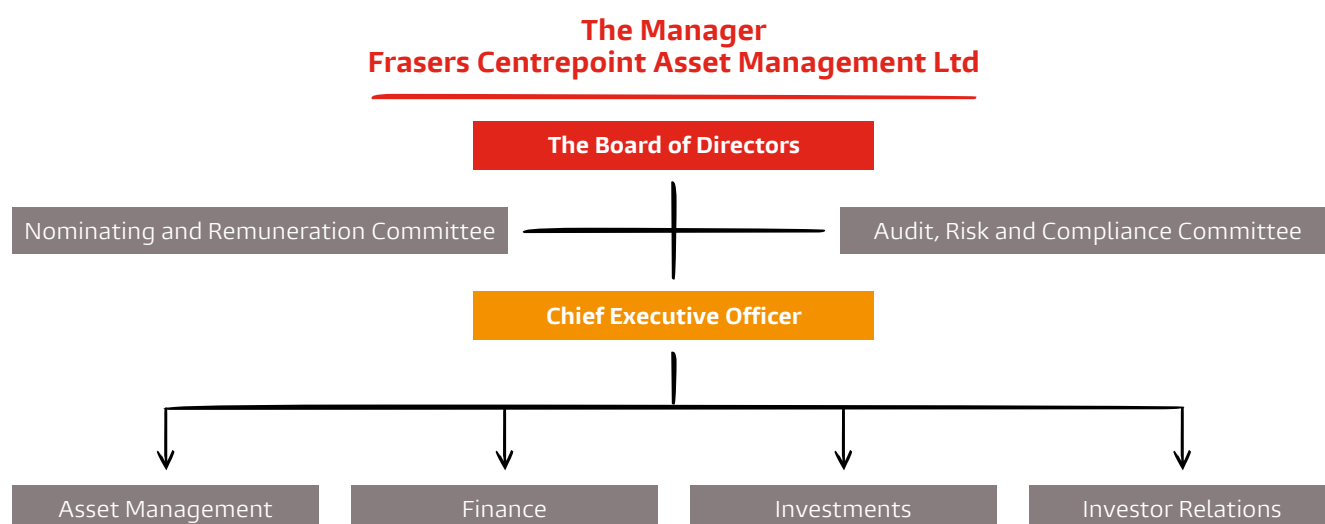 The Manager
Frasers Centrepoint Asset Management Ltd
The Board of Directors
Nominating and Remuneration Committee
Audit, Risk and Compliance Committee
Chief Executive Officer
Asset Management
Finance
Investments
Investor Relations